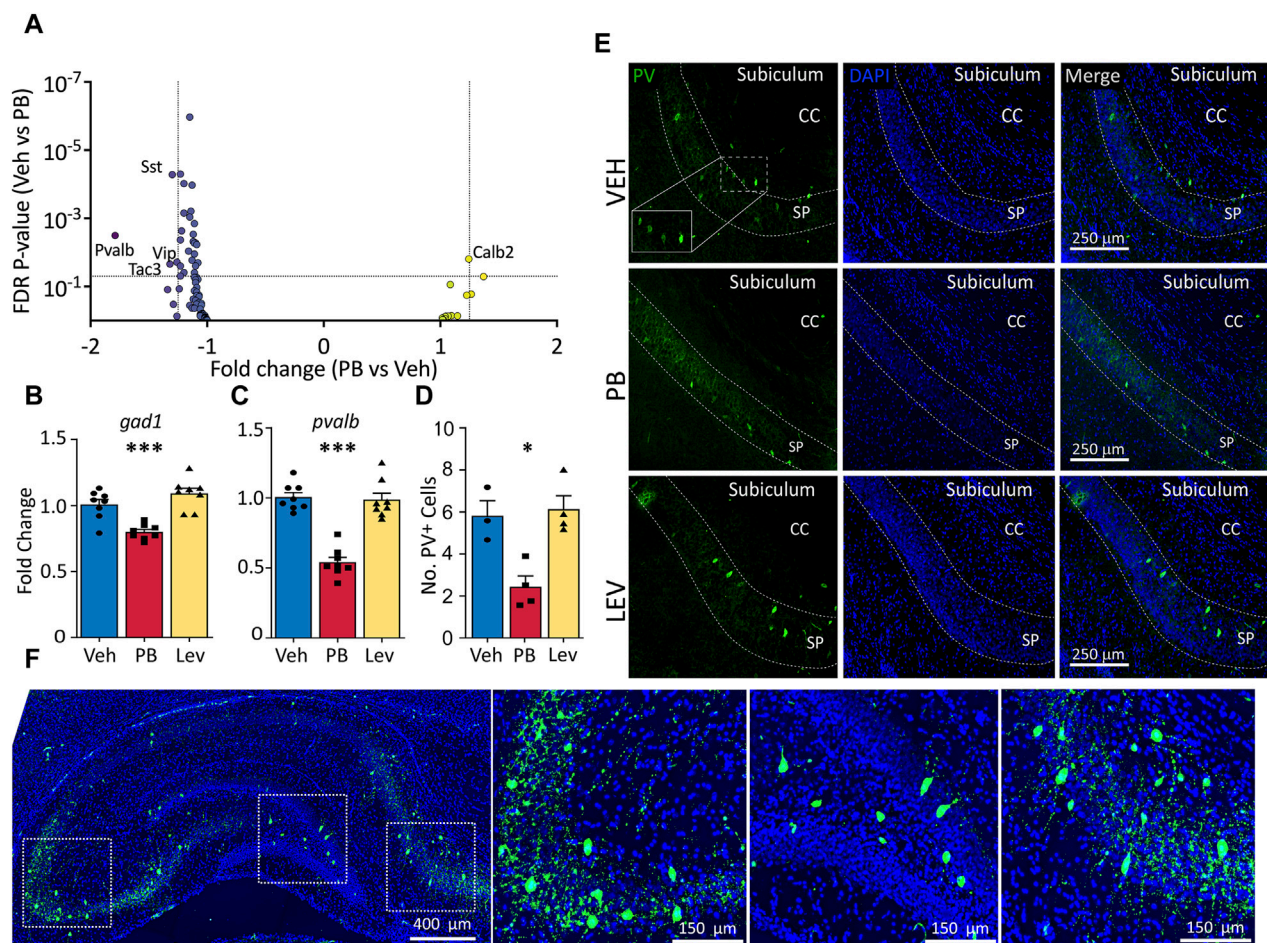 A
FDR P-value (Veh vs PB)
10-7
10-5
10-3
10-1
Sst
Pvalb
Vip
Tac3
Calb2
-2
-1
0
1
2
Fold change (PB vs Veh)
B
gad1
***
Fold Change
1.5
1.0
0.5
0
Veh
PB
Lev
C
pvalb
***
1.5
1.0
0.5
0
Veh
PB
Lev
D
*
No. PV+ Cells
10
8
6
4
2
0
Veh
PB
Lev
E
PV
Subiculum
CC
SP
DAPI
Subiculum
CC
SP
Merge
Subiculum
CC
SP
250 µm
VEH
Subiculum
CC
SP
Subiculum
CC
SP
Subiculum
CC
SP
250 µm
PB
Subiculum
CC
SP
Subiculum
CC
SP
Subiculum
CC
SP
250 µm
LEV
F
400 µm
150 µm
150 µm
150 µm